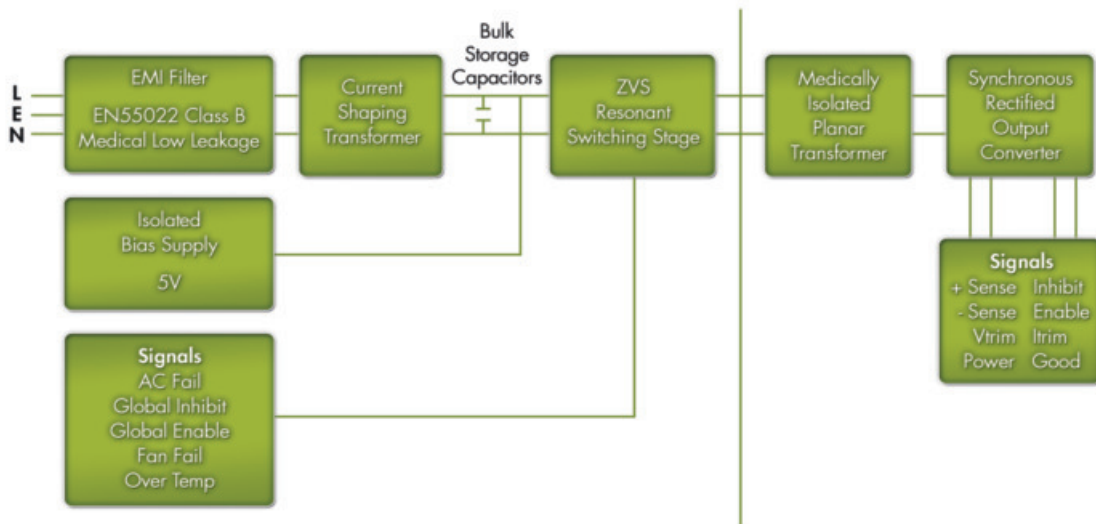 L
E
N
EMI Filter
EN55022 Class B
Medical Low Leakage
Current
Shaping
Transformer
Bulk
Storage
Capacitors
ZVS
Resonant
Switching Stage
Medically
Isolated
Planar
Transformer
Synchronous
Rectified
Output
Converter
Isolated
Bias Supply
5V
Signals
AC Fail
Global Inhibit
Global Enable
Fan Fail
Over Temp
Signals
+ Sense Inhibit
- Sense Enable
Vtrim Itrim
Power Good